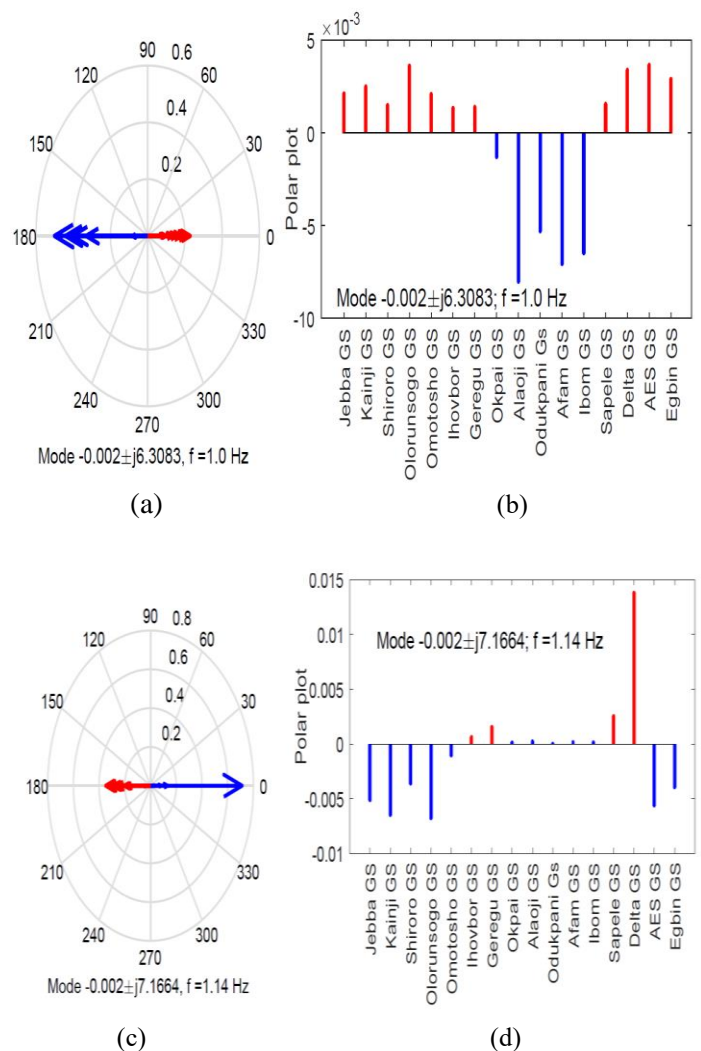 90
0.6
120
60
0.4
150
30
0.2
180
0
210
330
240
300
270
Mode -0.002±j6.3083, f =1.0 Hz
(a)
×10⁻³
5
0
-5
-10
Polar plot
Mode -0.002±j6.3083; f =1.0 Hz
Jebba GS
Kainji GS
Shiroro GS
Olorunsogo GS
Omotosho GS
Ihovbor GS
Geregu GS
Okpai GS
Alaoji GS
Odukpani Gs
Afam GS
Ibom GS
Sapele GS
Delta GS
AES GS
Egbin GS
(b)
90
0.8
120
60
0.6
0.4
150
30
0.2
180
0
210
330
240
300
270
Mode -0.002±j7.1664, f =1.14 Hz
(c)
0.015
0.01
0.005
0
-0.005
-0.01
Polar plot
Mode -0.002±j7.1664; f =1.14 Hz
Jebba GS
Kainji GS
Shiroro GS
Olorunsogo GS
Omotosho GS
Ihovbor GS
Geregu GS
Okpai GS
Alaoji GS
Odukpani Gs
Afam GS
Ibom GS
Sapele GS
Delta GS
AES GS
Egbin GS
(d)